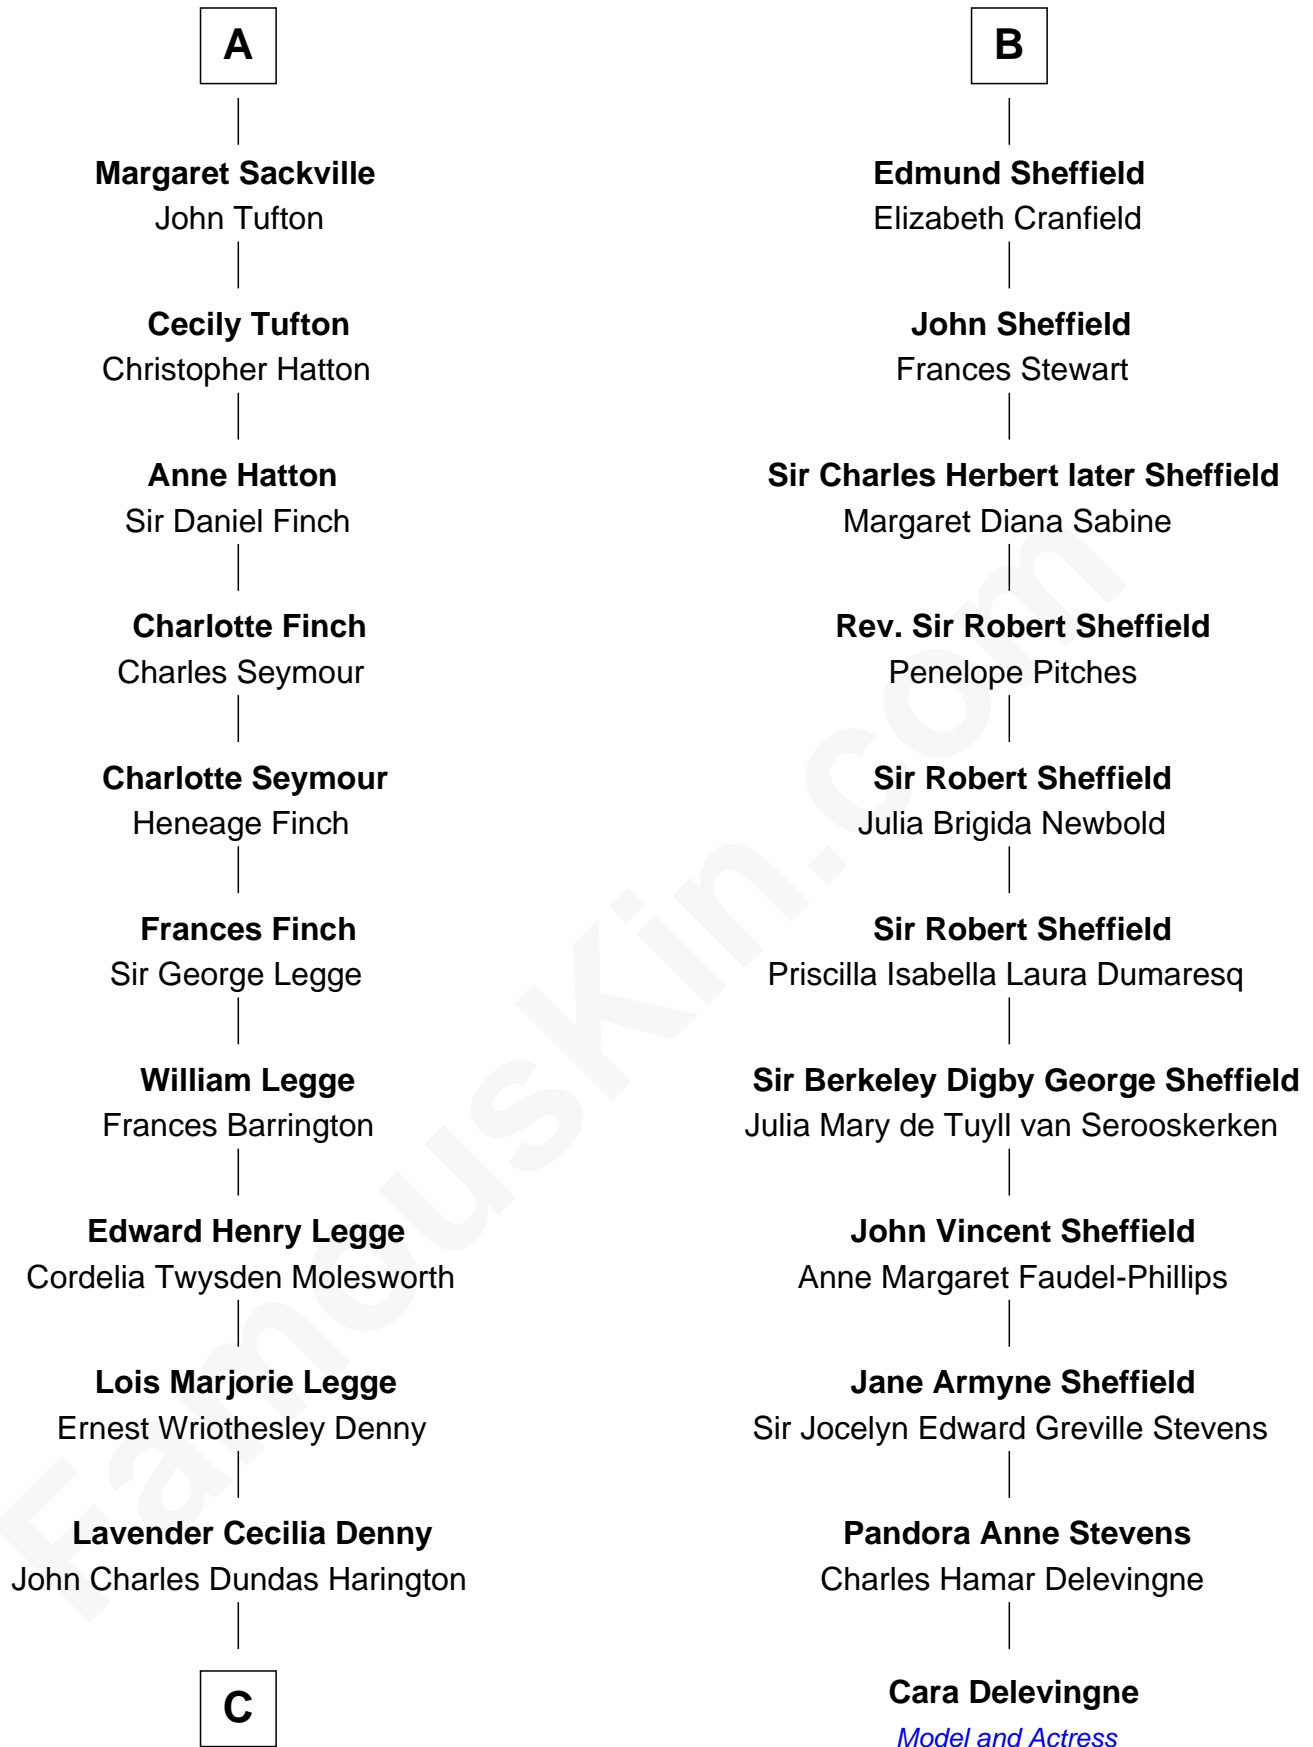 A
Margaret Sackville
John Tufton
Cecily Tufton
Christopher Hatton
Anne Hatton
Sir Daniel Finch
Charlotte Finch
Charles Seymour
Charlotte Seymour
Heneage Finch
Frances Finch
Sir George Legge
William Legge
Frances Barrington
Edward Henry Legge
Cordelia Twysden Molesworth
Lois Marjorie Legge
Ernest Wriothesley Denny
Lavender Cecilia Denny
John Charles Dundas Harington
C
B
Edmund Sheffield
Elizabeth Cranfield
John Sheffield
Frances Stewart
Sir Charles Herbert later Sheffield
Margaret Diana Sabine
Rev. Sir Robert Sheffield
Penelope Pitches
Sir Robert Sheffield
Julia Brigida Newbold
Sir Robert Sheffield
Priscilla Isabella Laura Dumaresq
Sir Berkeley Digby George Sheffield
Julia Mary de Tuyll van Serooskerken
John Vincent Sheffield
Anne Margaret Faudel-Phillips
Jane Armyne Sheffield
Sir Jocelyn Edward Greville Stevens
Pandora Anne Stevens
Charles Hamar Delevingne
Cara Delevingne
Model and Actress
FamousKin.com